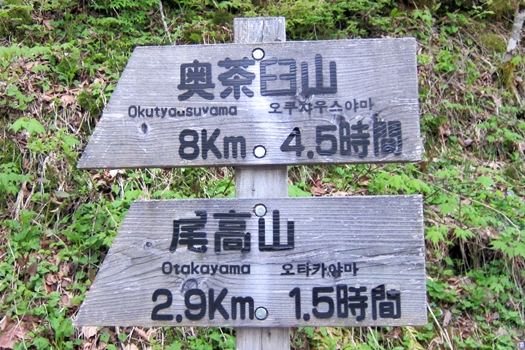 奥茶臼山
Okutyausuyama 오쿠쟈우스야마
8Km 4.5時間
尾高山
Otakayama 오타카야마
2.9Km 1.5時間